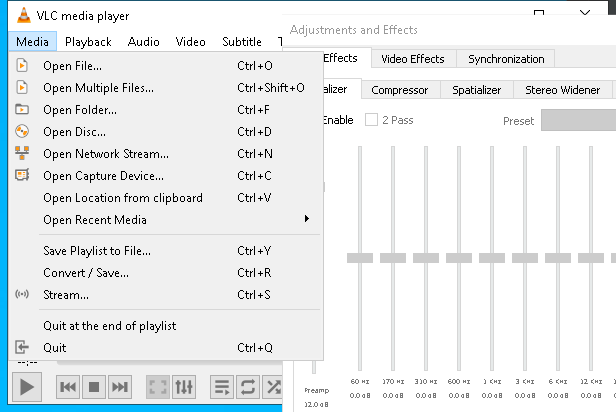 VLC media player
Adjustments and Effects
Media Playback Audio Video Subtitle
Effects Video Effects Synchronization
Compressor Spatializer Stereo Widener
Enable 2 Pass Preset
Open File... Ctrl+O
Open Multiple Files... Ctrl+Shift+O
Open Folder... Ctrl+F
Open Disc... Ctrl+D
Open Network Stream... Ctrl+N
Open Capture Device... Ctrl+C
Open Location from clipboard Ctrl+V
Open Recent Media
Save Playlist to File... Ctrl+Y
Convert / Save... Ctrl+R
Stream... Ctrl+S
Quit at the end of playlist
Quit Ctrl+Q
--:--
60 Hz 170 Hz 310 Hz 600 Hz 1 KHz 3 KHz 6 KHz 12 KHz
Preamp 0.0 dB 0.0 dB 0.0 dB 0.0 dB 0.0 dB 0.0 dB 0.0 dB 0.0 dB
12.0 dB